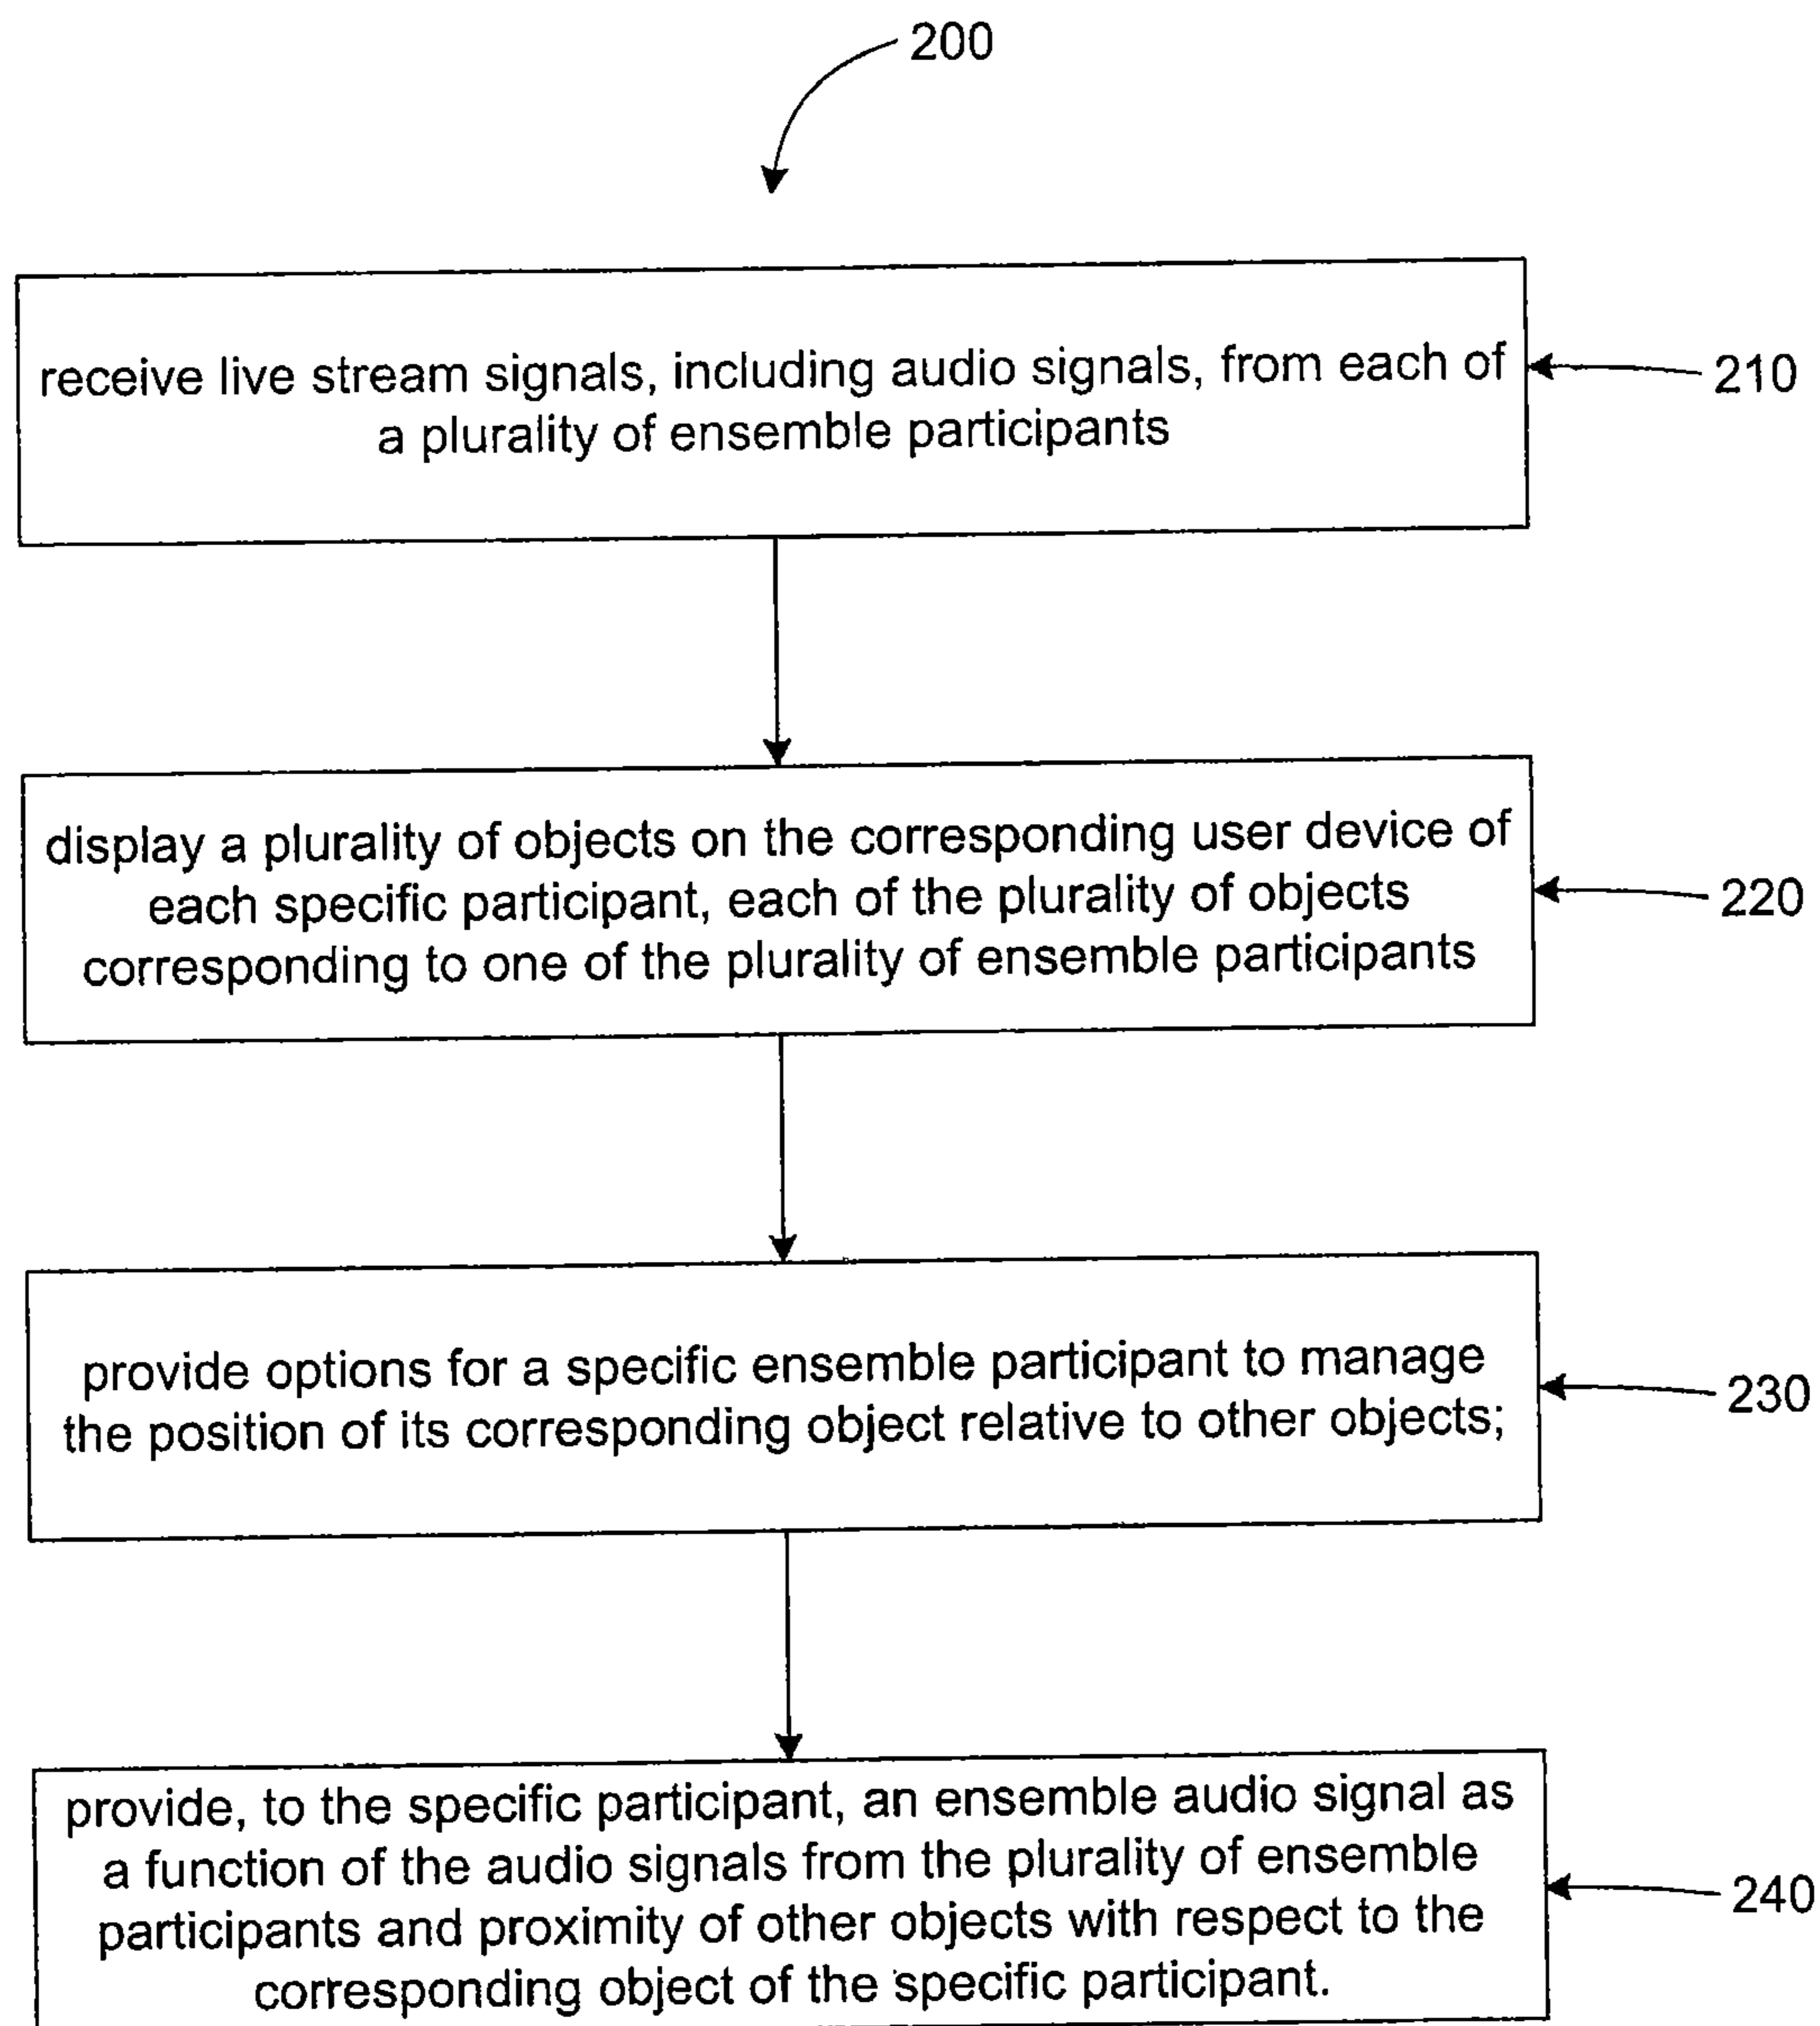 200
receive live stream signals, including audio signals, from each of
a plurality of ensemble participants
210
display a plurality of objects on the corresponding user device of
each specific participant, each of the plurality of objects
corresponding to one of the plurality of ensemble participants
220
provide options for a specific ensemble participant to manage
the position of its corresponding object relative to other objects;
230
provide, to the specific participant, an ensemble audio signal as
a function of the audio signals from the plurality of ensemble
participants and proximity of other objects with respect to the
corresponding object of the specific participant.
240